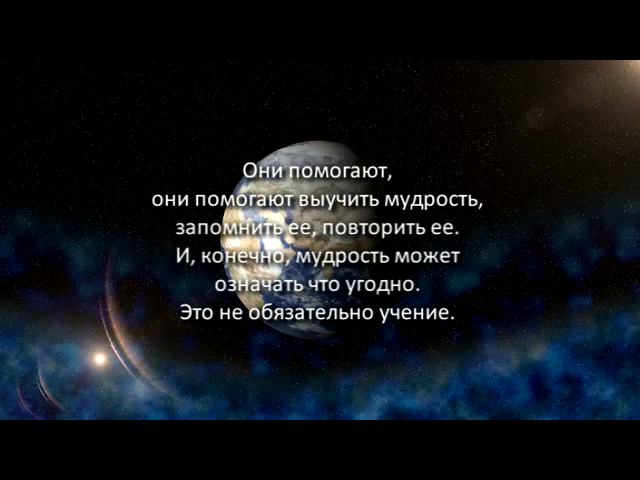 Они помогают,
они помогают выучить мудрость,
запомнить ее, повторить ее.
И, конечно, мудрость может
означать что угодно.
Это не обязательно учение.